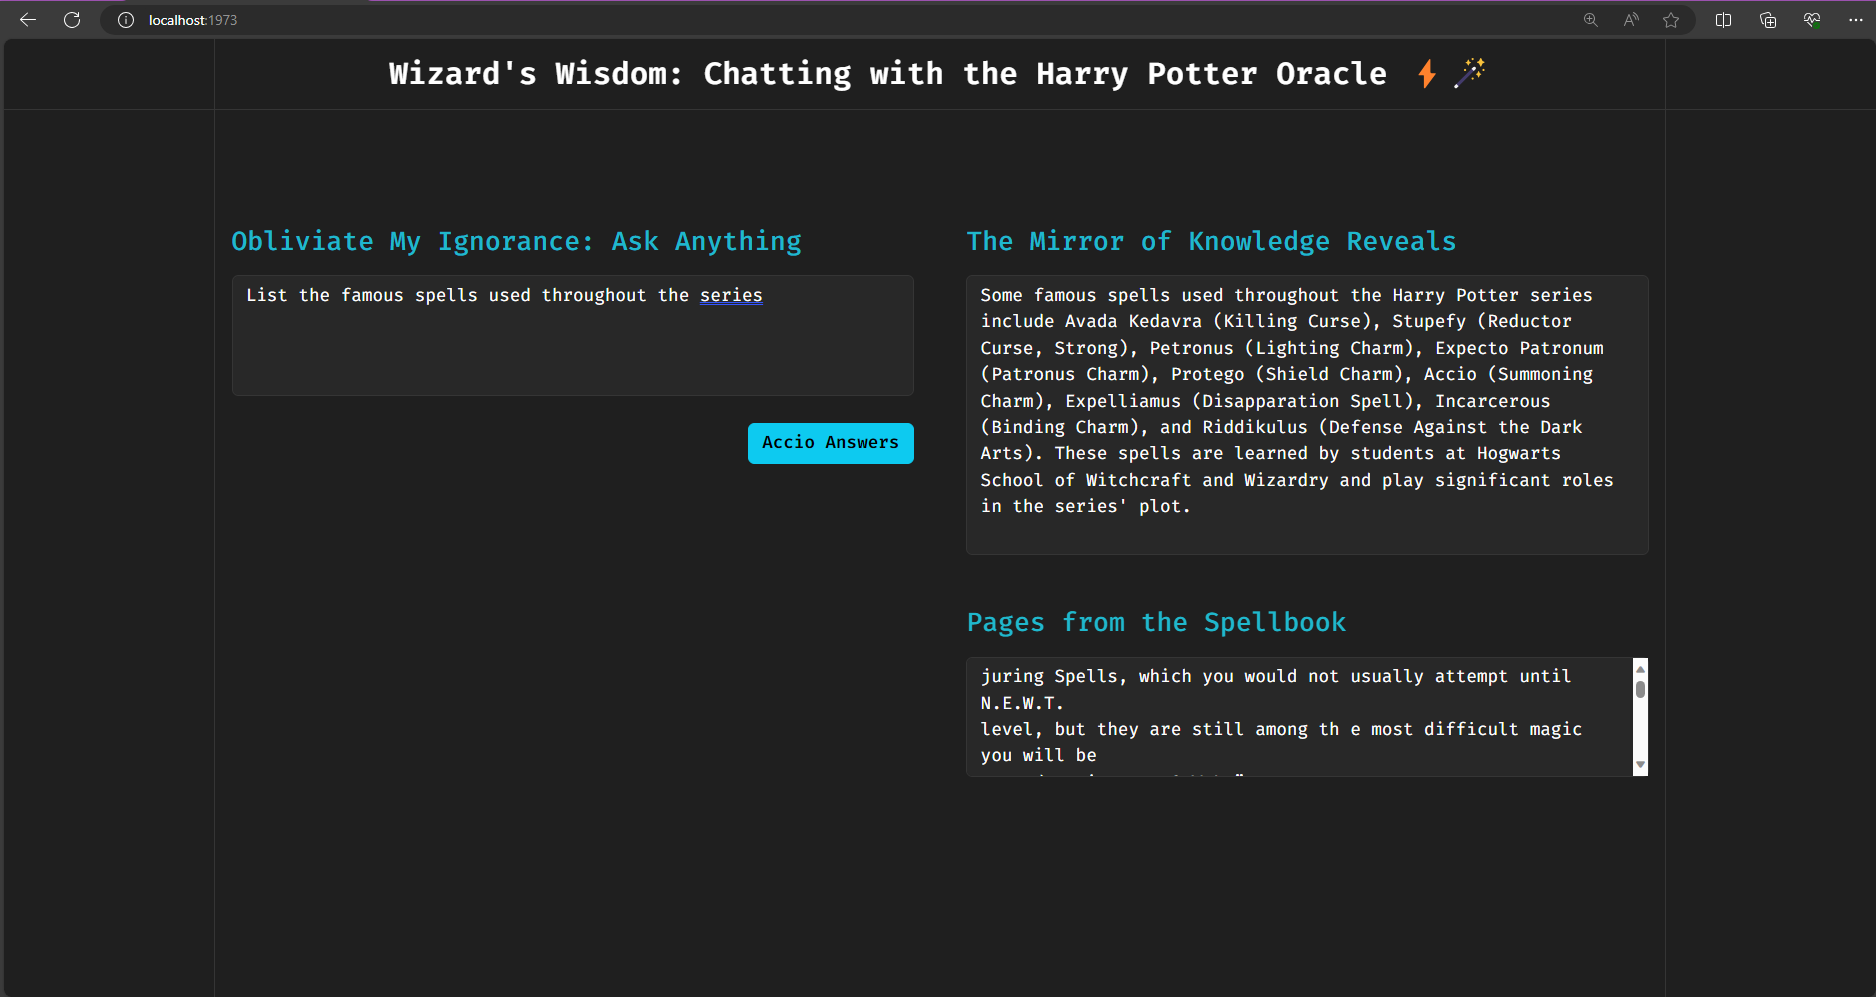 localhost:1973
Wizard's Wisdom: Chatting with the Harry Potter Oracle
Obliviate My Ignorance: Ask Anything
List the famous spells used throughout the series
Accio Answers
The Mirror of Knowledge Reveals
Some famous spells used throughout the Harry Potter series
include Avada Kedavra (Killing Curse), Stupefy (Reductor
Curse, Strong), Petronus (Lighting Charm), Expecto Patronum
(Patronus Charm), Protego (Shield Charm), Accio (Summoning
Charm), Expelliamus (Disapparation Spell), Incarcerous
(Binding Charm), and Riddikulus (Defense Against the Dark
Arts). These spells are learned by students at Hogwarts
School of Witchcraft and Wizardry and play significant roles
in the series' plot.
Pages from the Spellbook
juring Spells, which you would not usually attempt until
N.E.W.T.
level, but they are still among th e most difficult magic
you will be